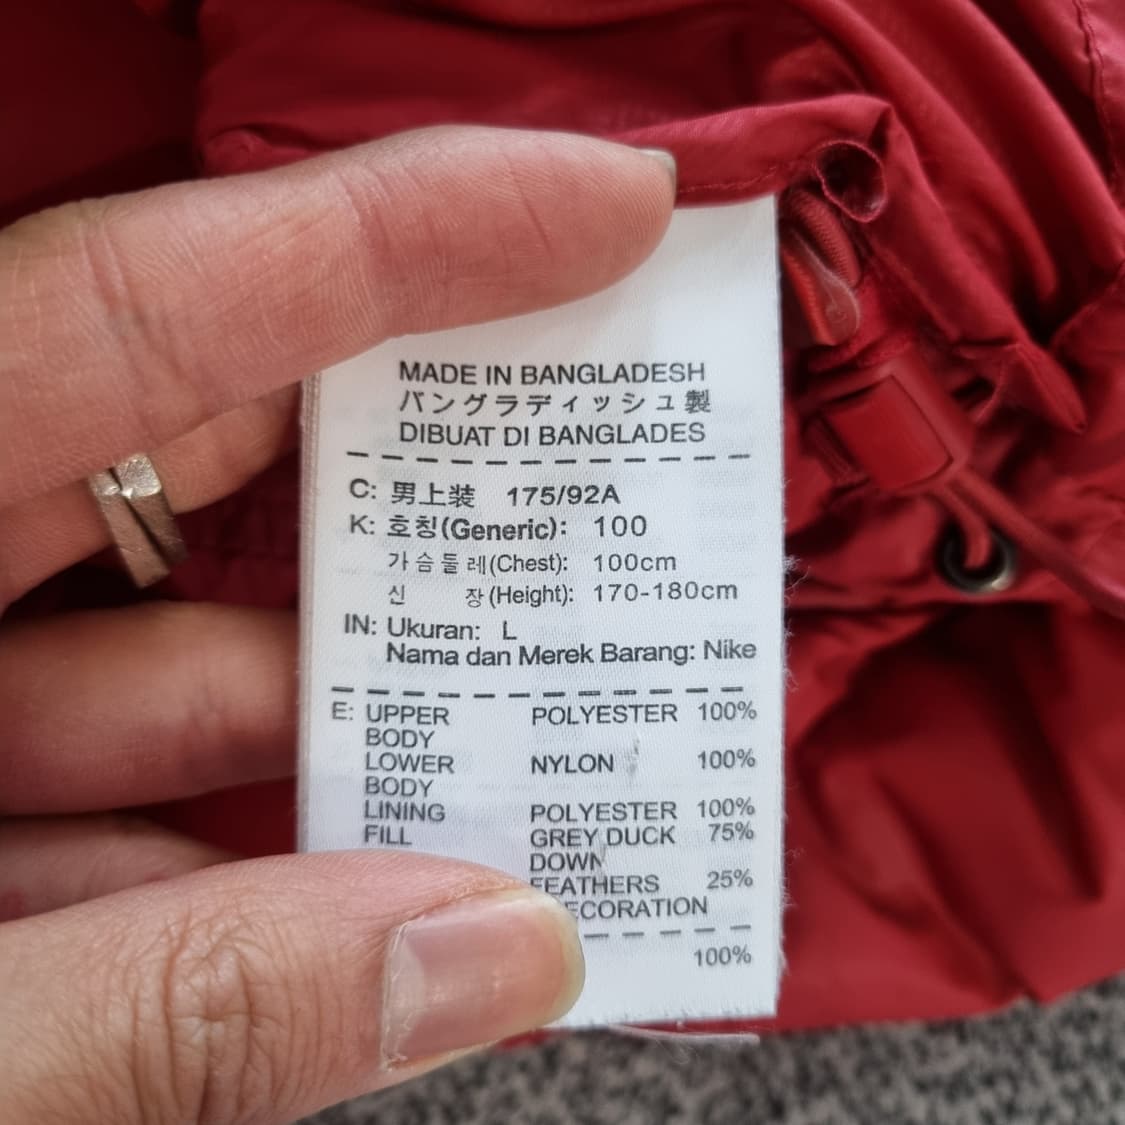 MADE IN BANGLADESH
バングラディッシュ製
DIBUAT DI BANGLADES
C: 男上装 175/92A
K: 호칭(Generic): 100
가슴둘레(Chest): 100cm
신 장(Height): 170-180cm
IN: Ukuran: L
Nama dan Merek Barang: Nike
E: UPPER POLYESTER 100%
BODY
LOWER NYLON 100%
BODY
LINING POLYESTER 100%
FILL GREY DUCK 75%
DOWN
FEATHERS 25%
100%